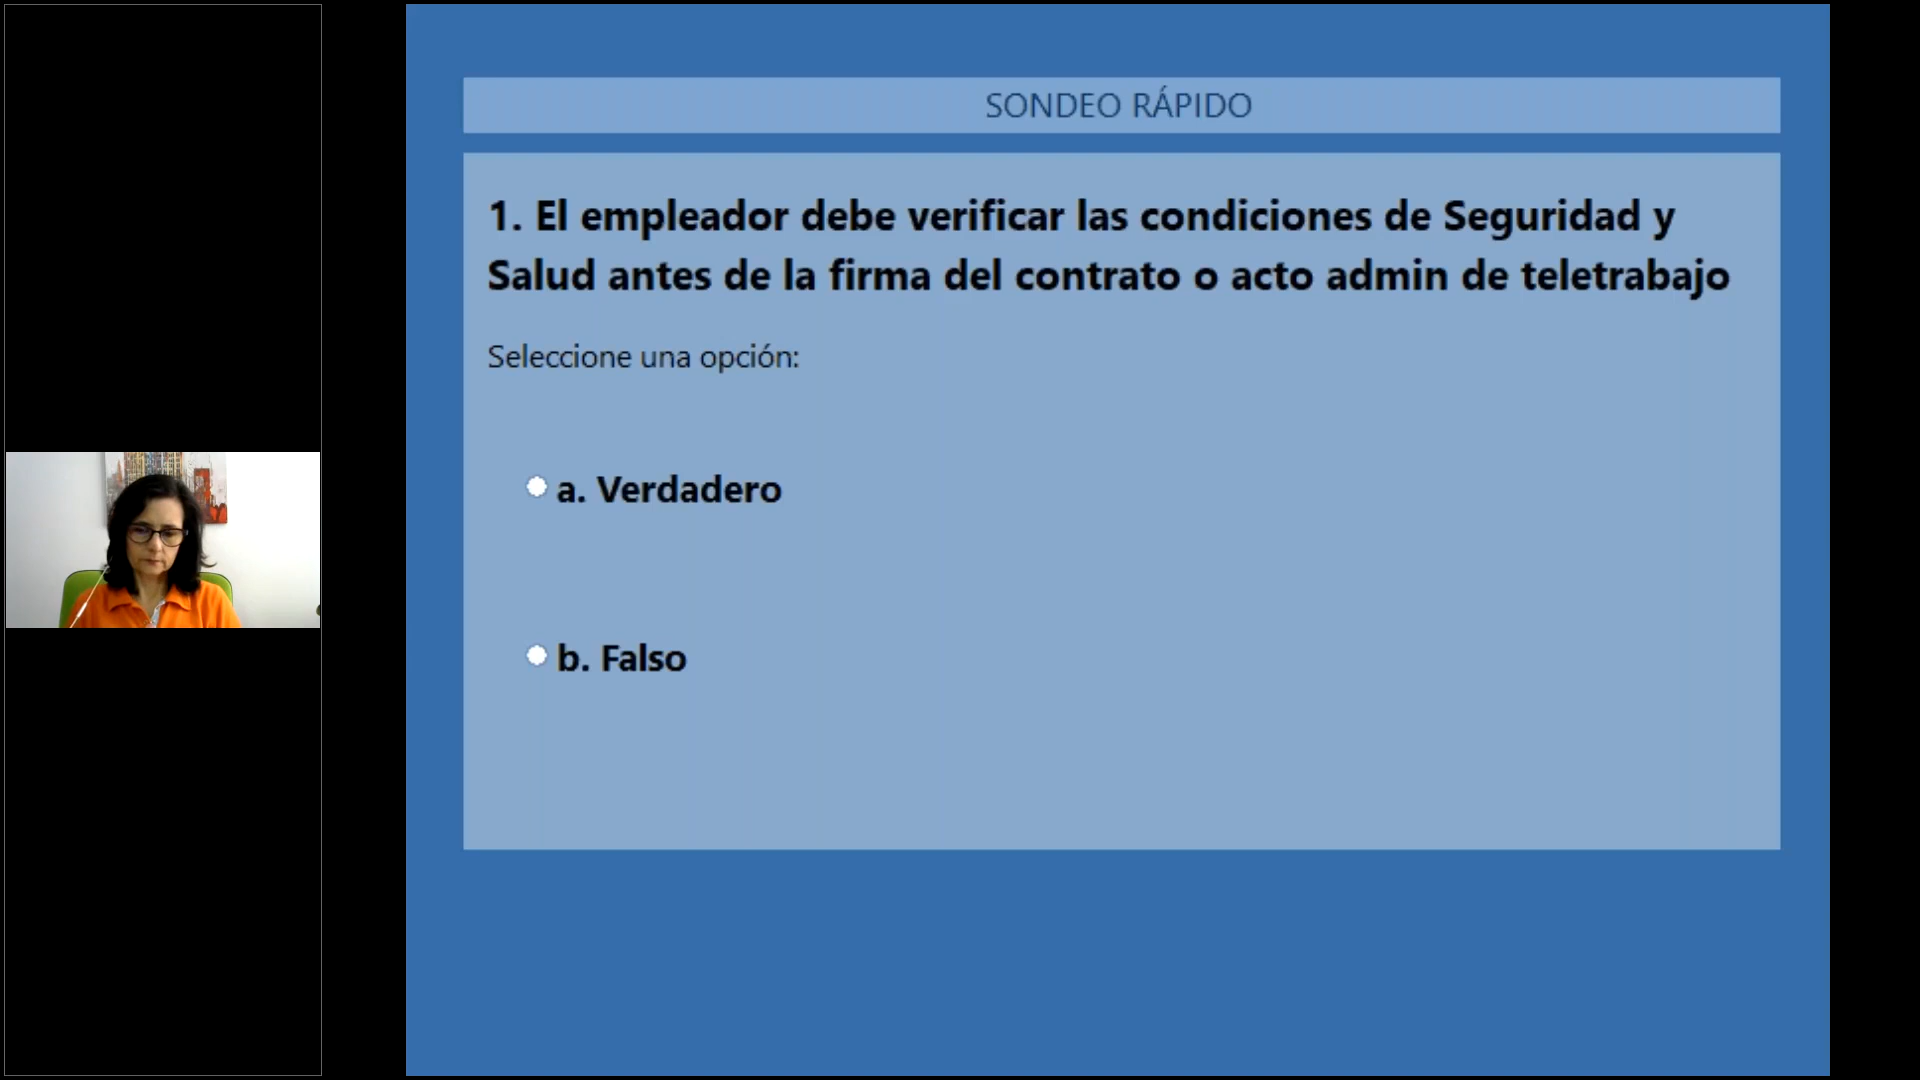 SONDEO RÁPIDO
1. El empleador debe verificar las condiciones de Seguridad y
Salud antes de la firma del contrato o acto admin de teletrabajo
Seleccione una opción:
a. Verdadero
b. Falso